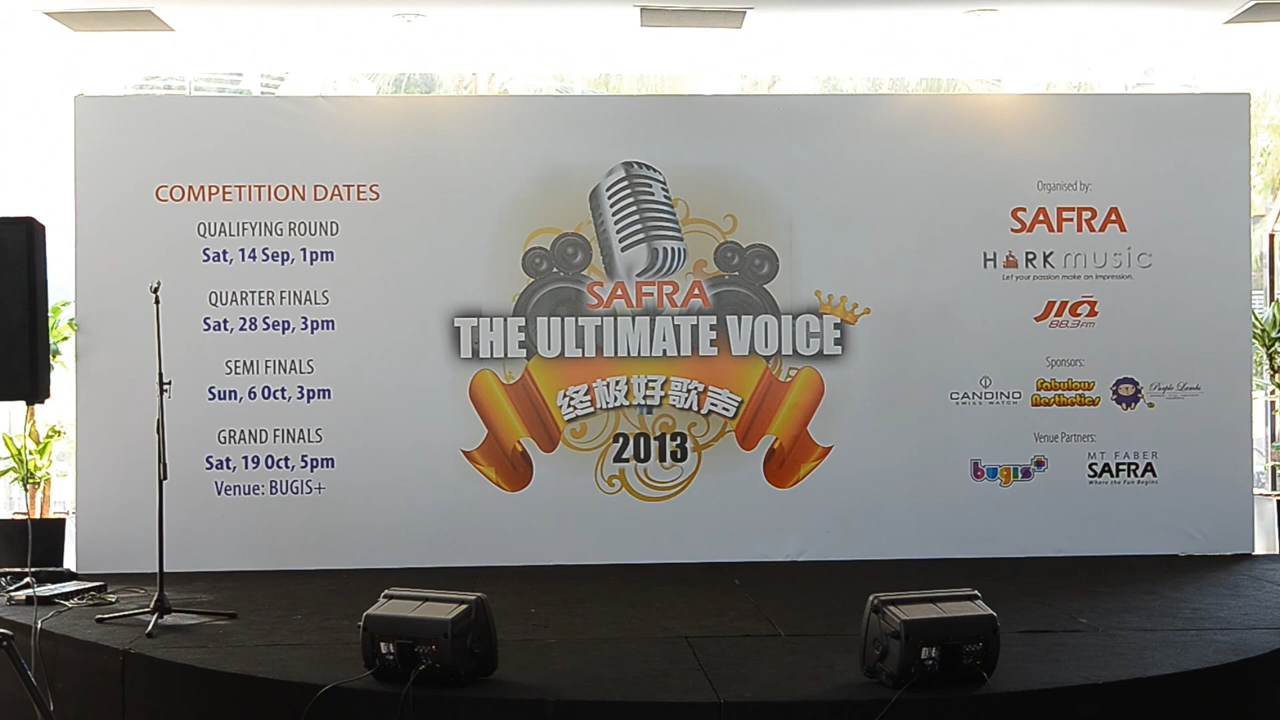 COMPETITION DATES
QUALIFYING ROUND
Sat, 14 Sep, 1pm
QUARTER FINALS
Sat, 28 Sep, 3pm
SEMI FINALS
Sun, 6 Oct, 3pm
GRAND FINALS
Sat, 19 Oct, 5pm
Venue: BUGIS+
SAFRA
THE ULTIMATE VOICE
终极好歌声
2013
Organised by:
SAFRA
HARK music
Let your passion make an impression.
JIA
88.3FM
Sponsors:
CANDINO
SWISS WATCH
Fabulous
Aesthetics
Purple Lambs
Venue Partners:
bugis+
MT FABER
SAFRA
Where the Fun Begins